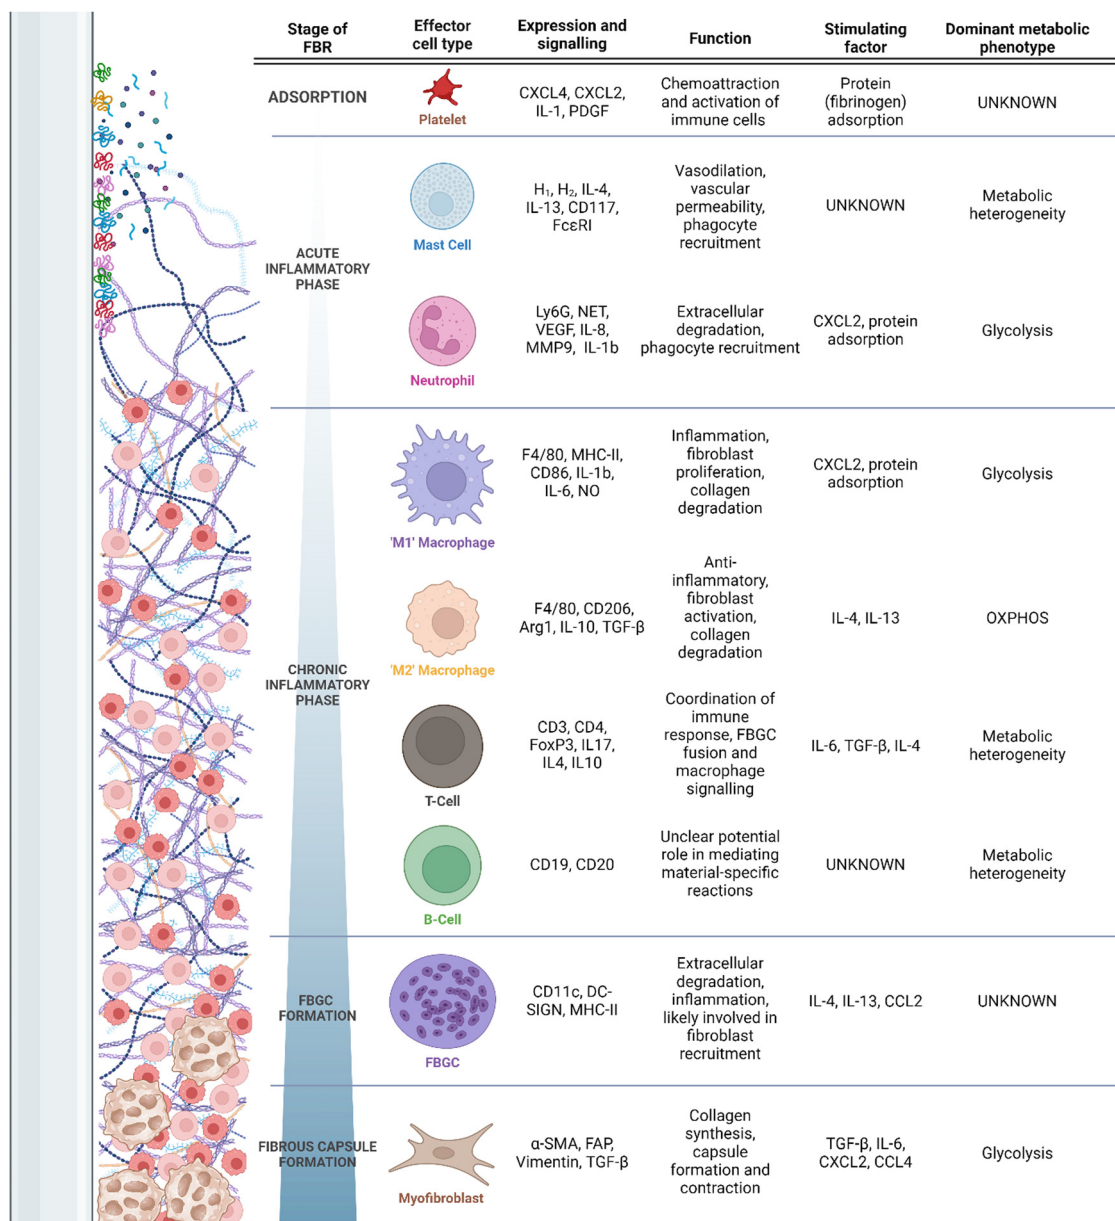 Stage of
FBR
Effector
cell type
Expression and
signalling
Function
Stimulating
factor
Dominant metabolic
phenotype
ADSORPTION
Platelet
CXCL4, CXCL2,
IL-1, PDGF
Chemoattraction
and activation of
immune cells
Protein
(fibrinogen)
adsorption
UNKNOWN
ACUTE
INFLAMMATORY
PHASE
Mast Cell
H₁, H₂, IL-4,
IL-13, CD117,
FcεRI
Vasodilation,
vascular
permeability,
phagocyte
recruitment
UNKNOWN
Metabolic
heterogeneity
Neutrophil
Ly6G, NET,
VEGF, IL-8,
MMP9, IL-1b
Extracellular
degradation,
phagocyte recruitment
CXCL2, protein
adsorption
Glycolysis
CHRONIC
INFLAMMATORY
PHASE
'M1' Macrophage
F4/80, MHC-II,
CD86, IL-1b,
IL-6, NO
Inflammation,
fibroblast
proliferation,
collagen
degradation
CXCL2, protein
adsorption
Glycolysis
'M2' Macrophage
F4/80, CD206,
Arg1, IL-10, TGF-β
Anti-
inflammatory,
fibroblast
activation,
collagen
degradation
IL-4, IL-13
OXPHOS
T-Cell
CD3, CD4,
FoxP3, IL17,
IL4, IL10
Coordination of
immune
response, FBGC
fusion and
macrophage
signalling
IL-6, TGF-β, IL-4
Metabolic
heterogeneity
B-Cell
CD19, CD20
Unclear potential
role in mediating
material-specific
reactions
UNKNOWN
Metabolic
heterogeneity
FBGC
FORMATION
FBGC
CD11c, DC-
SIGN, MHC-II
Extracellular
degradation,
inflammation,
likely involved in
fibroblast
recruitment
IL-4, IL-13, CCL2
UNKNOWN
FIBROUS CAPSULE
FORMATION
Myofibroblast
α-SMA, FAP,
Vimentin, TGF-β
Collagen
synthesis,
capsule
formation and
contraction
TGF-β, IL-6,
CXCL2, CCL4
Glycolysis